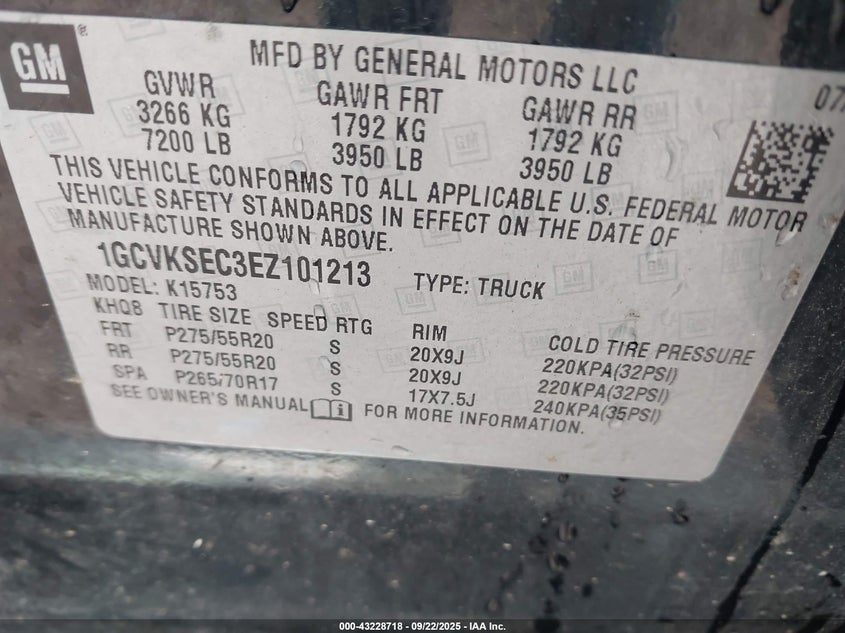 GM ®
MFD BY GENERAL MOTORS LLC 07/
GVWR GAWR FRT GAWR RR
3266 KG 1792 KG 1792 KG
7200 LB 3950 LB 3950 LB
THIS VEHICLE CONFORMS TO ALL APPLICABLE U.S. FEDERAL MOTOR
VEHICLE SAFETY STANDARDS IN EFFECT ON THE DATE OF
MANUFACTURE SHOWN ABOVE.
1GCVKSEC3EZ101213 TYPE: TRUCK
MODEL: K15753
KHQ8 TIRE SIZE SPEED RTG RIM COLD TIRE PRESSURE
FRT P275/55R20 S 20X9J 220KPA(32PSI)
RR P275/55R20 S 20X9J 220KPA(32PSI)
SPA P265/70R17 S 17X7.5J 240KPA(35PSI)
SEE OWNER'S MANUAL FOR MORE INFORMATION.
000-43228718 - 09/22/2025 - IAA Inc.